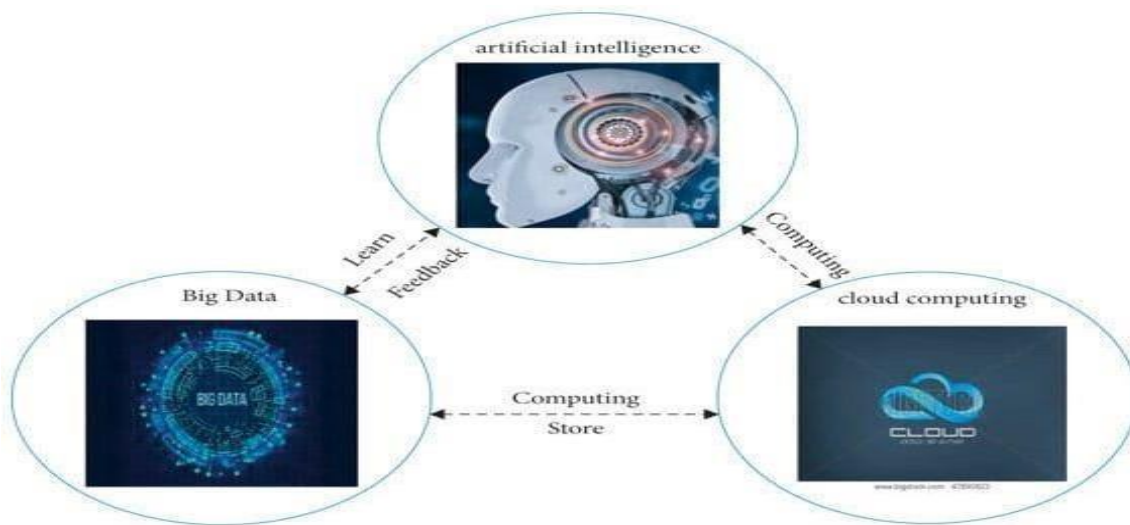 artificial intelligence
Learn
Feedback
Computing
Big Data
BIG DATA
Computing
Store
cloud computing
CLOUD
www.bigstock.com